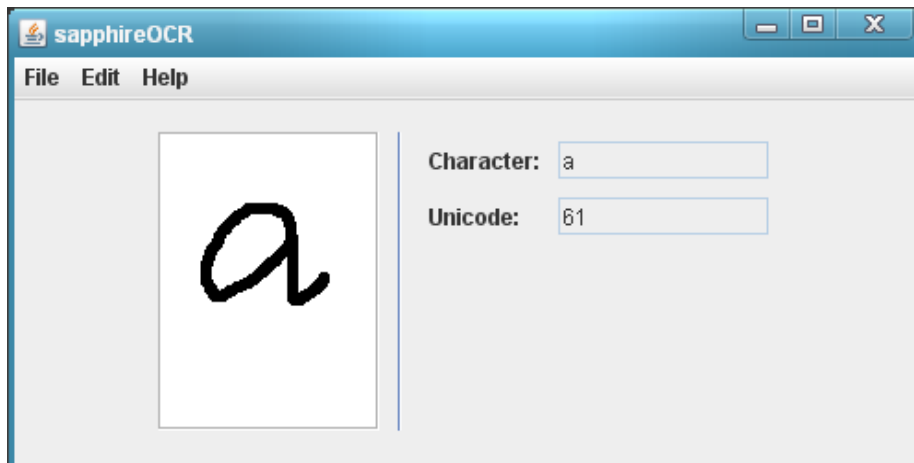 sapphireOCR
File Edit Help
a
Character: a
Unicode: 61